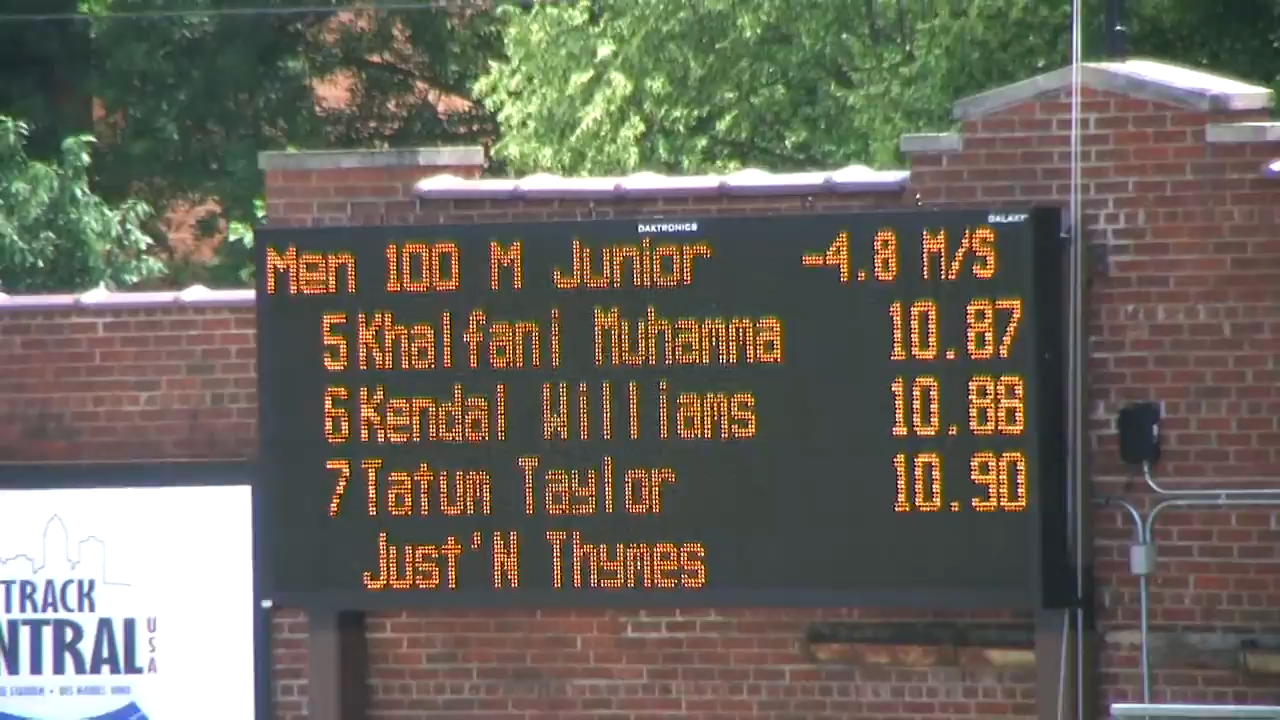 DAKTRONICS
GALAXY
Men 100 M Junior -4.8 M/S
5 Khalfani Muhamma 10.87
6 Kendal Williams 10.88
7 Tatum Taylor 10.90
Just'N Thymes
TRACK
NTRAL USA